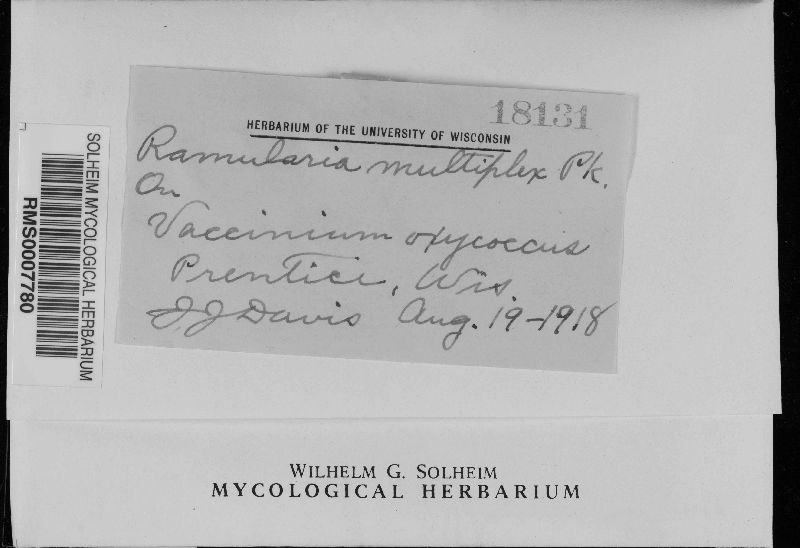 18131
HERBARIUM OF THE UNIVERSITY OF WISCONSIN
Ramularia multiplex Pk.
On
Vaccinium oxycoccus
Prentice, Wis.
J J Davis Aug. 19-1918
SOLHEIM MYCOLOGICAL HERBARIUM
RMS0007780
WILHELM G. SOLHEIM
MYCOLOGICAL HERBARIUM